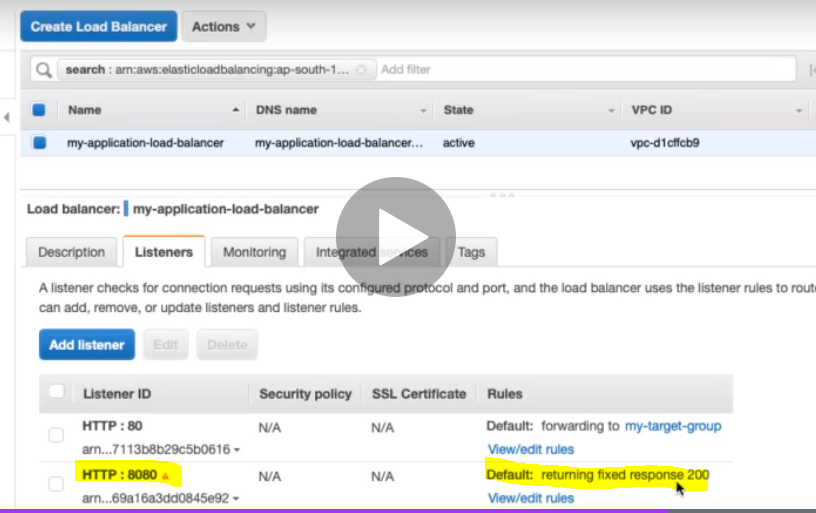 Create Load Balancer Actions
search : arn:aws:elasticloadbalancing:ap-south-1... Add filter
Name DNS name State VPC ID
my-application-load-balancer my-application-load-balancer... active vpc-d1cffcb9
Load balancer: my-application-load-balancer
Description Listeners Monitoring Integrated services Tags
A listener checks for connection requests using its configured protocol and port, and the load balancer uses the listener rules to rout
can add, remove, or update listeners and listener rules.
Add listener Edit Delete
Listener ID Security policy SSL Certificate Rules
HTTP : 80 N/A N/A Default: forwarding to my-target-group
arn...7113b8b29c5b0616 View/edit rules
HTTP : 8080 N/A N/A Default: returning fixed response 200
arn...69a16a3dd0845e92 View/edit rules